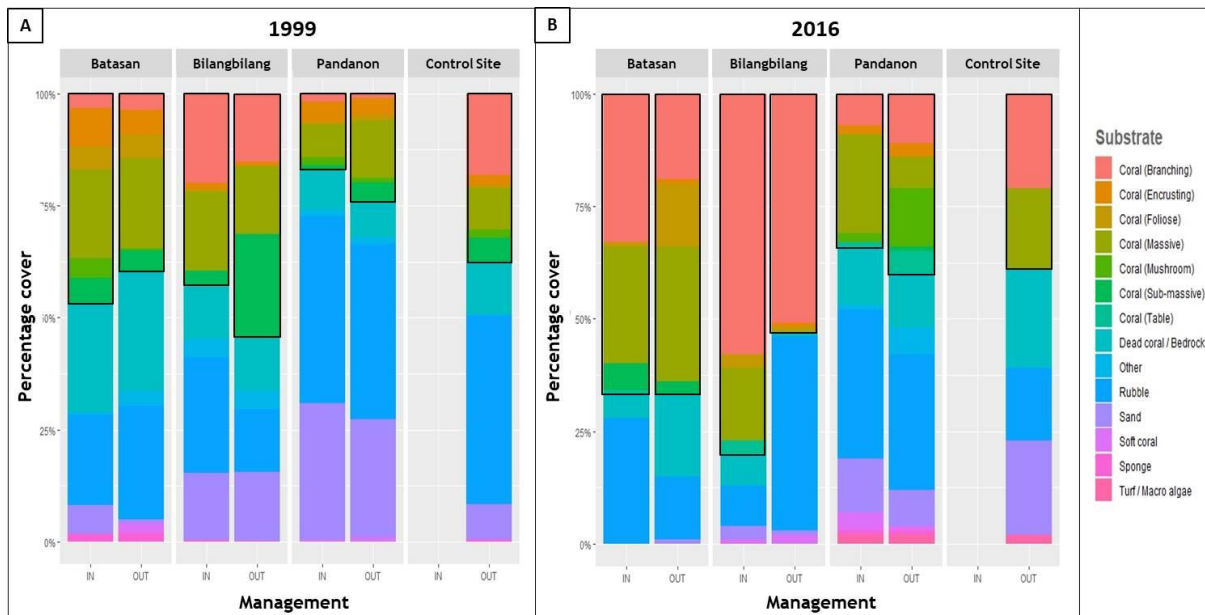 A
1999
Batasan
Bilangbilang
Pandanon
Control Site
Percentage cover
100%
75%
50%
25%
0%
IN
OUT
IN
OUT
IN
OUT
IN
OUT
Management
B
2016
Batasan
Bilangbilang
Pandanon
Control Site
Percentage cover
100%
75%
50%
25%
0%
IN
OUT
IN
OUT
IN
OUT
IN
OUT
Management
Substrate
Coral (Branching)
Coral (Encrusting)
Coral (Foliose)
Coral (Massive)
Coral (Mushroom)
Coral (Sub-massive)
Coral (Table)
Dead coral / Bedrock
Other
Rubble
Sand
Soft coral
Sponge
Turf / Macro algae